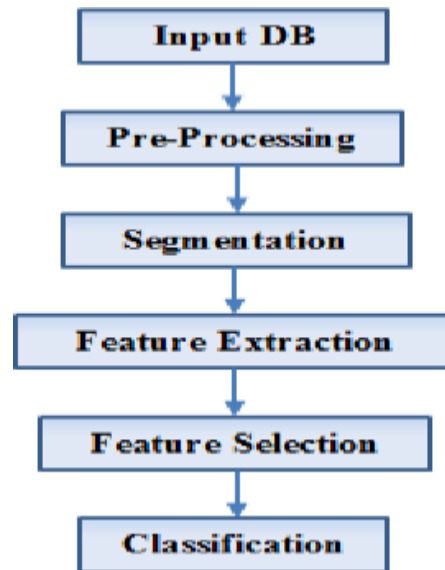 Input DB
Pre-Processing
Segmentation
Feature Extraction
Feature Selection
Classification